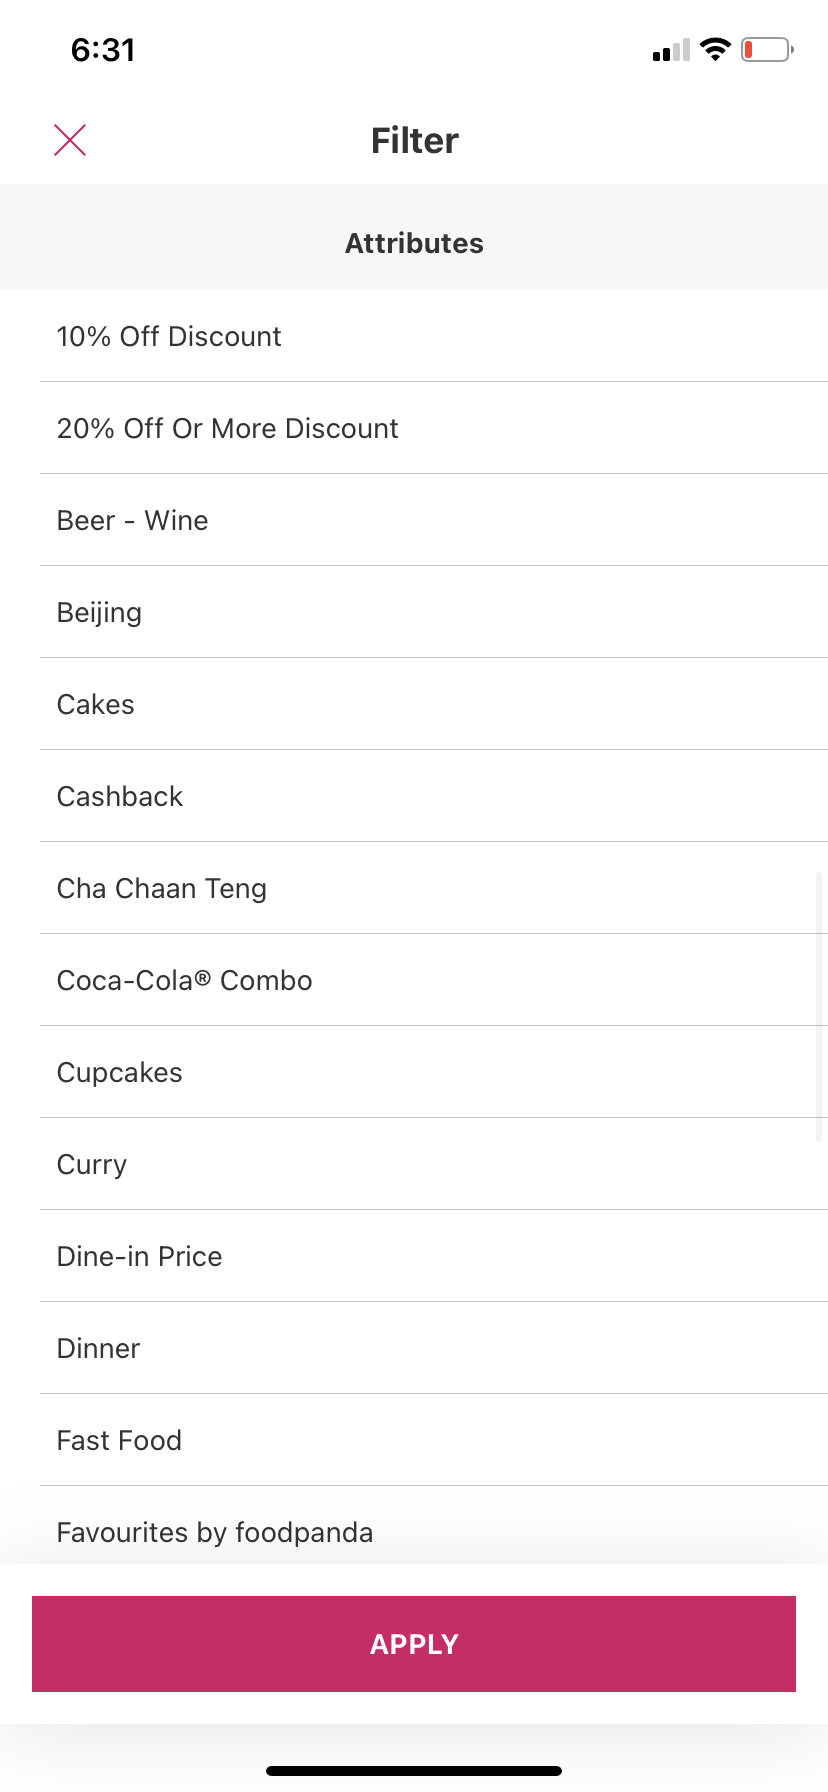 6:31
Filter
Attributes
10% Off Discount
20% Off Or More Discount
Beer - Wine
Beijing
Cakes
Cashback
Cha Chaan Teng
Coca-Cola® Combo
Cupcakes
Curry
Dine-in Price
Dinner
Fast Food
Favourites by foodpanda
APPLY